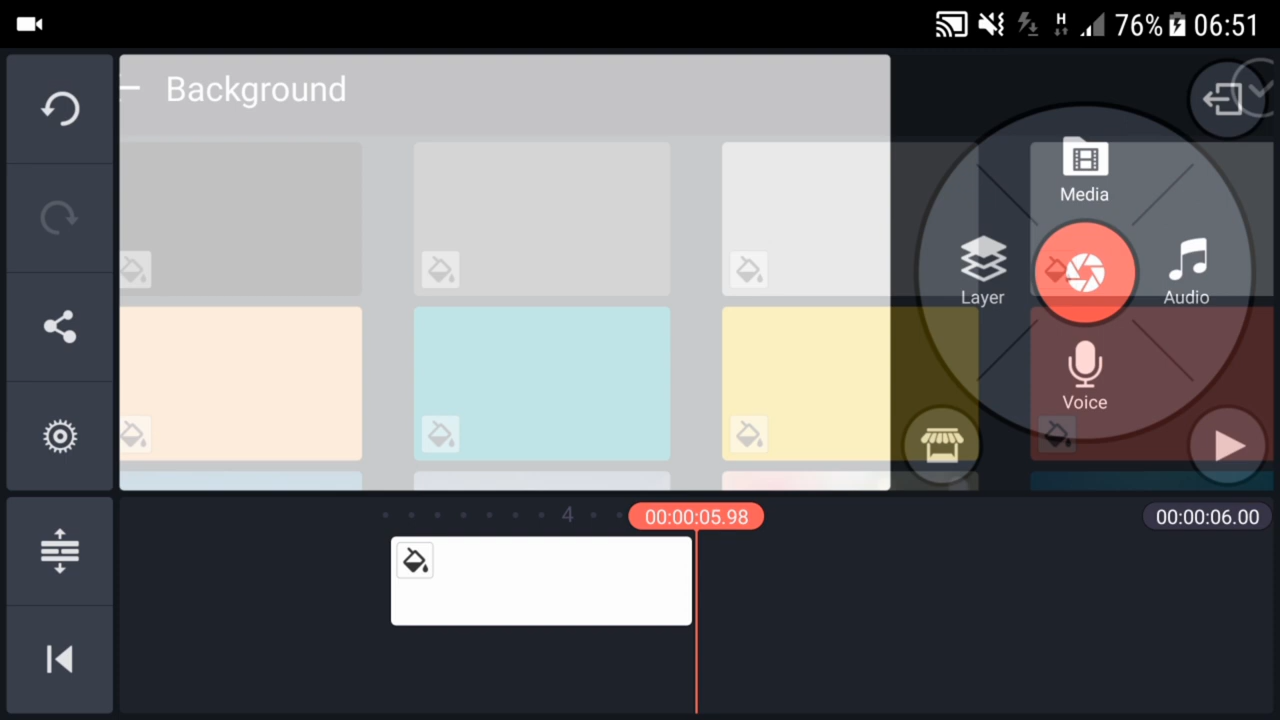 H
76%
06:51
Background
Media
Layer
Audio
Voice
4
00:00:05.98
00:00:06.00